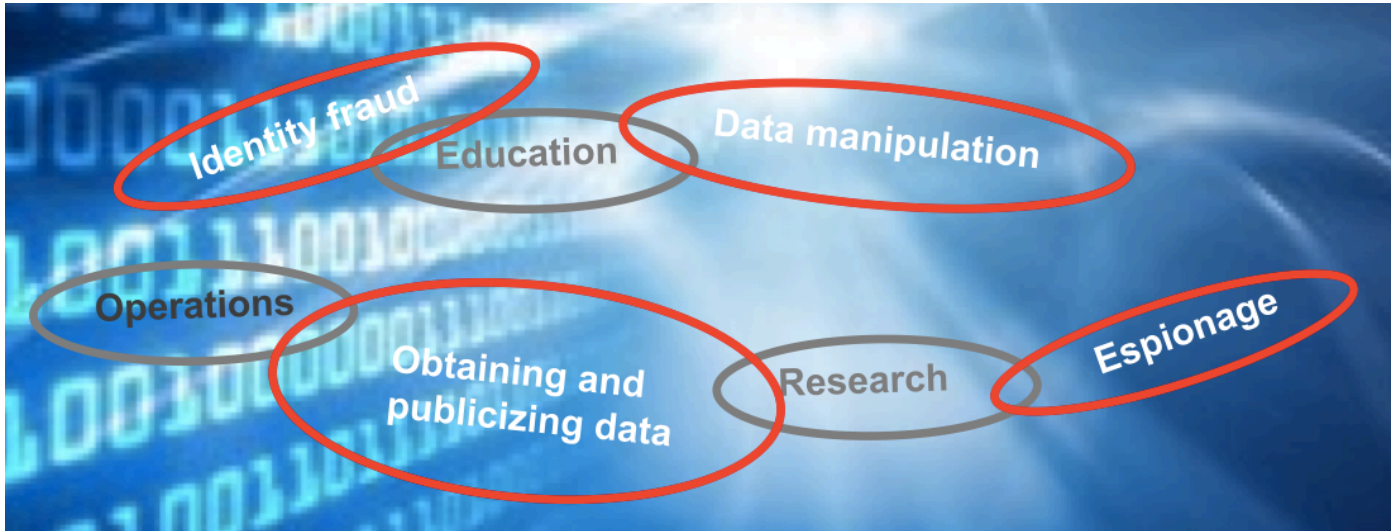 Identity fraud
Education
Data manipulation
Operations
Obtaining and
publicizing data
Research
Espionage